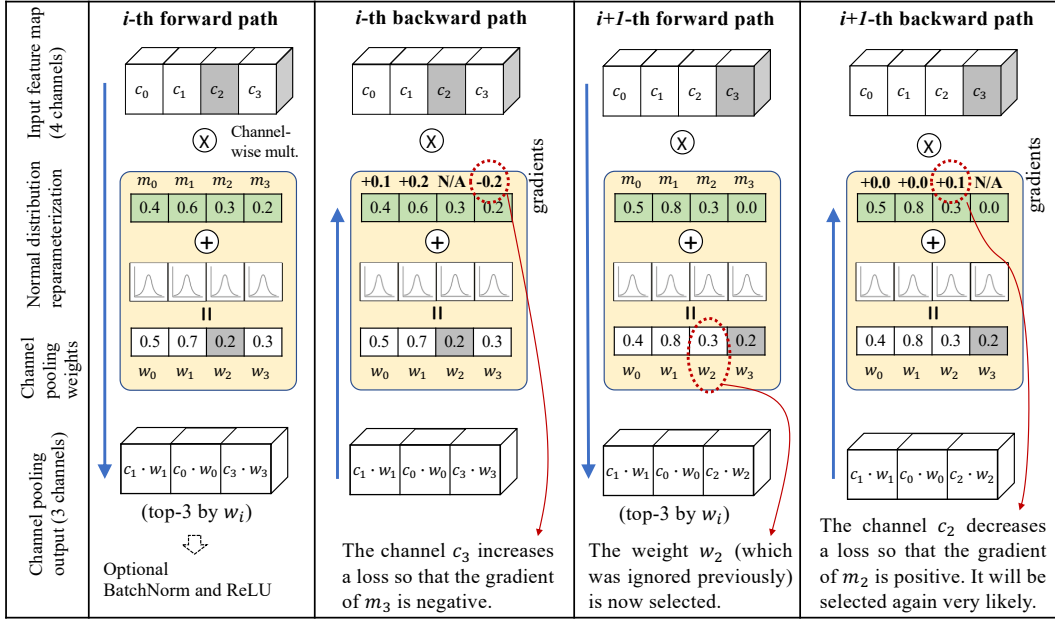 i-th forward path
i-th backward path
i+1-th forward path
i+1-th backward path
Input feature map
(4 channels)
c₀ c₁ c₂ c₃
c₀ c₁ c₂ c₃
c₀ c₁ c₂ c₃
c₀ c₁ c₂ c₃
X
Channel-
wise mult.
X
X
X
gradients
gradients
Normal distribution
reparameterization
m₀ m₁ m₂ m₃
0.4 0.6 0.3 0.2
+
=
0.5 0.7 0.2 0.3
w₀ w₁ w₂ w₃
+0.1 +0.2 N/A -0.2
0.4 0.6 0.3 0.2
+
=
0.5 0.7 0.2 0.3
w₀ w₁ w₂ w₃
m₀ m₁ m₂ m₃
0.5 0.8 0.3 0.0
+
=
0.4 0.8 0.3 0.2
w₀ w₁ w₂ w₃
+0.0 +0.0 +0.1 N/A
0.5 0.8 0.3 0.0
+
=
0.4 0.8 0.3 0.2
w₀ w₁ w₂ w₃
Channel
pooling
weights
Channel pooling
output (3 channels)
c₁ · w₁ c₀ · w₀ c₃ · w₃
(top-3 by wᵢ)
Optional
BatchNorm and ReLU
c₁ · w₁ c₀ · w₀ c₃ · w₃
The channel c₃ increases
a loss so that the gradient
of m₃ is negative.
c₁ · w₁ c₀ · w₀ c₂ · w₂
(top-3 by wᵢ)
The weight w₂ (which
was ignored previously)
is now selected.
c₁ · w₁ c₀ · w₀ c₂ · w₂
The channel c₂ decreases
a loss so that the gradient
of m₂ is positive. It will be
selected again very likely.